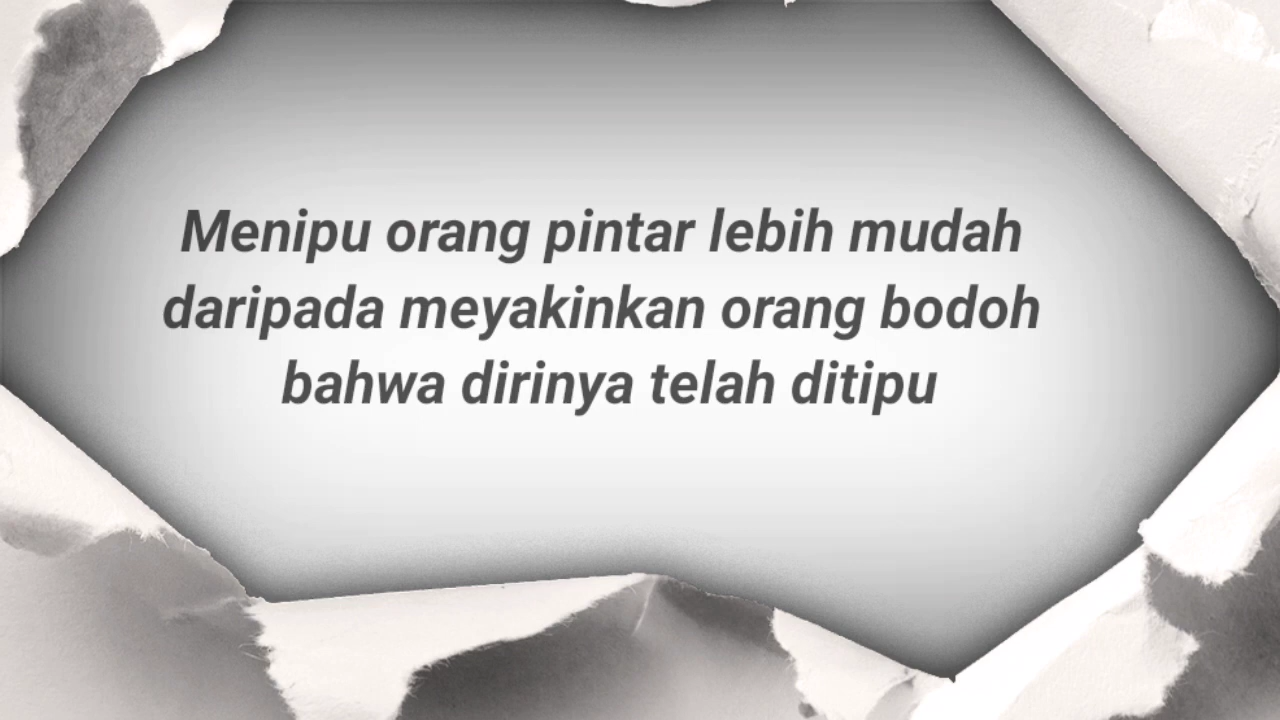 Menipu orang pintar lebih mudah
daripada meyakinkan orang bodoh
bahwa dirinya telah ditipu